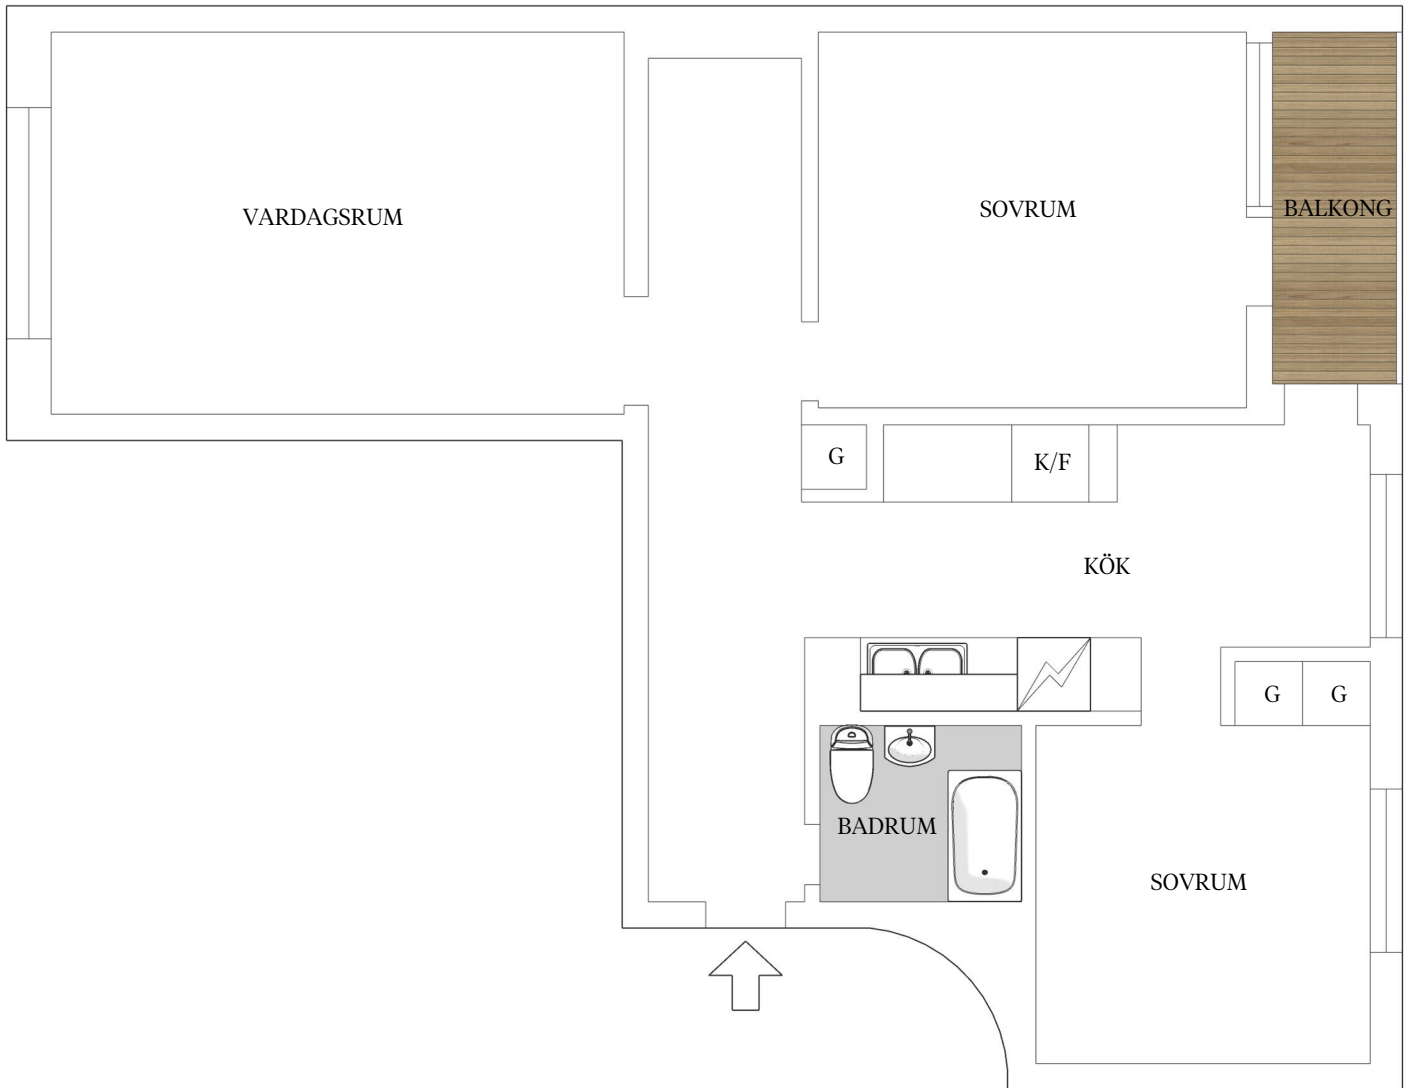 VARDAGSRUM
SOVRUM
BALKONG
G
K/F
KÖK
G
G
BADRUM
SOVRUM